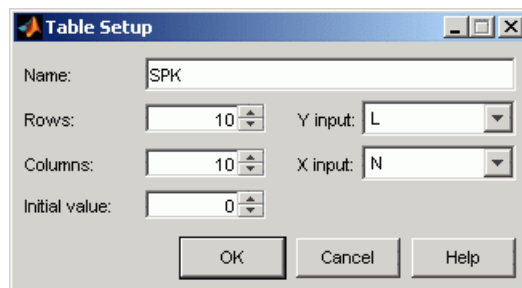 Table Setup
Name: SPK
Rows: 10 Y input: L
Columns: 10 X input: N
Initial value: 0
OK Cancel Help